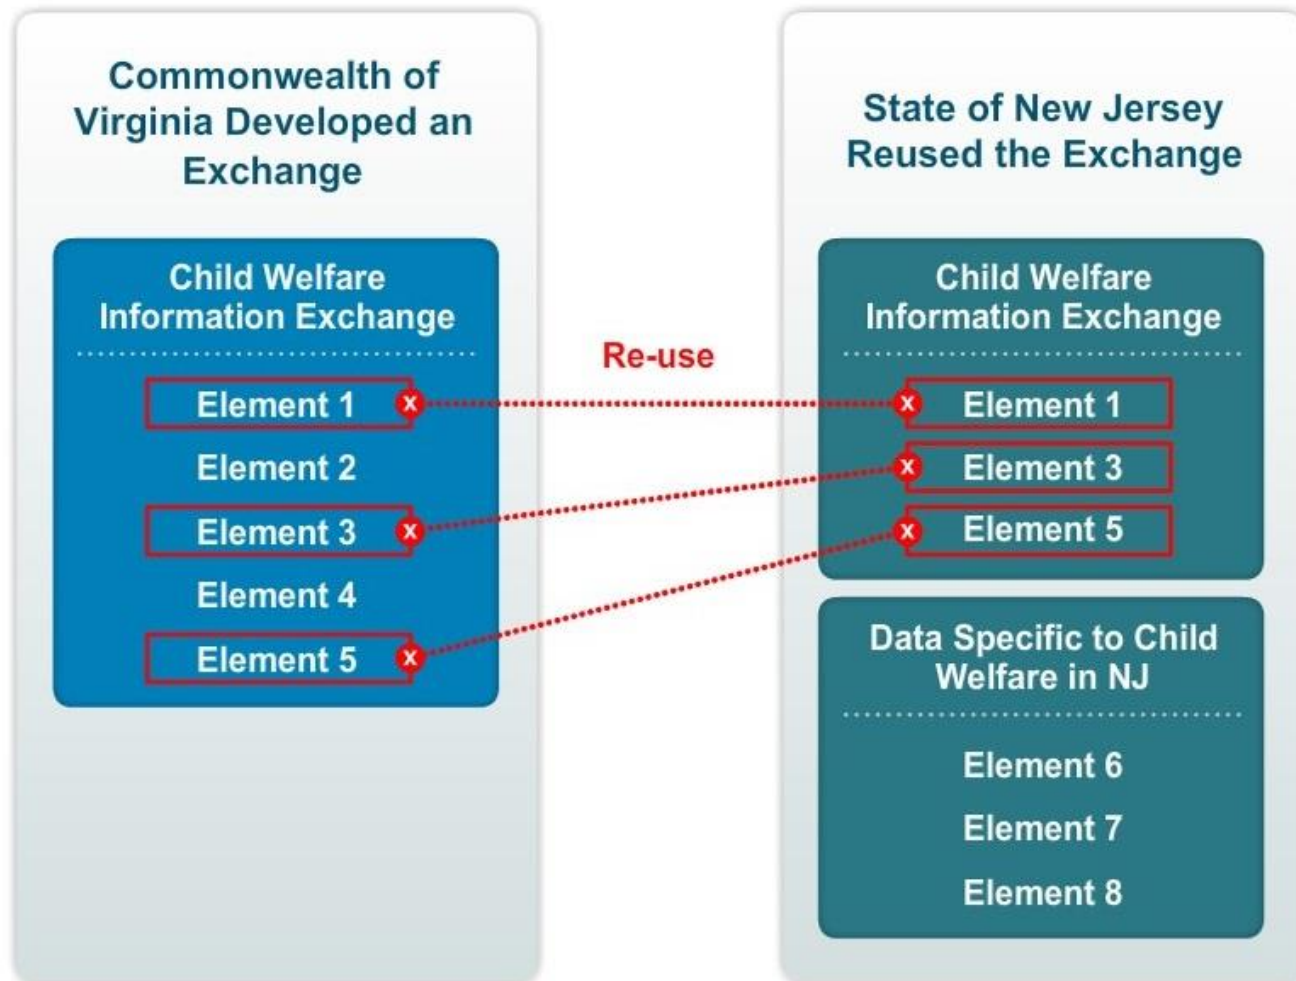 Commonwealth of
Virginia Developed an
Exchange
Child Welfare
Information Exchange
Element 1 x
Element 2
Element 3 x
Element 4
Element 5 x
Re-use
State of New Jersey
Reused the Exchange
Child Welfare
Information Exchange
x Element 1
x Element 3
x Element 5
Data Specific to Child
Welfare in NJ
Element 6
Element 7
Element 8